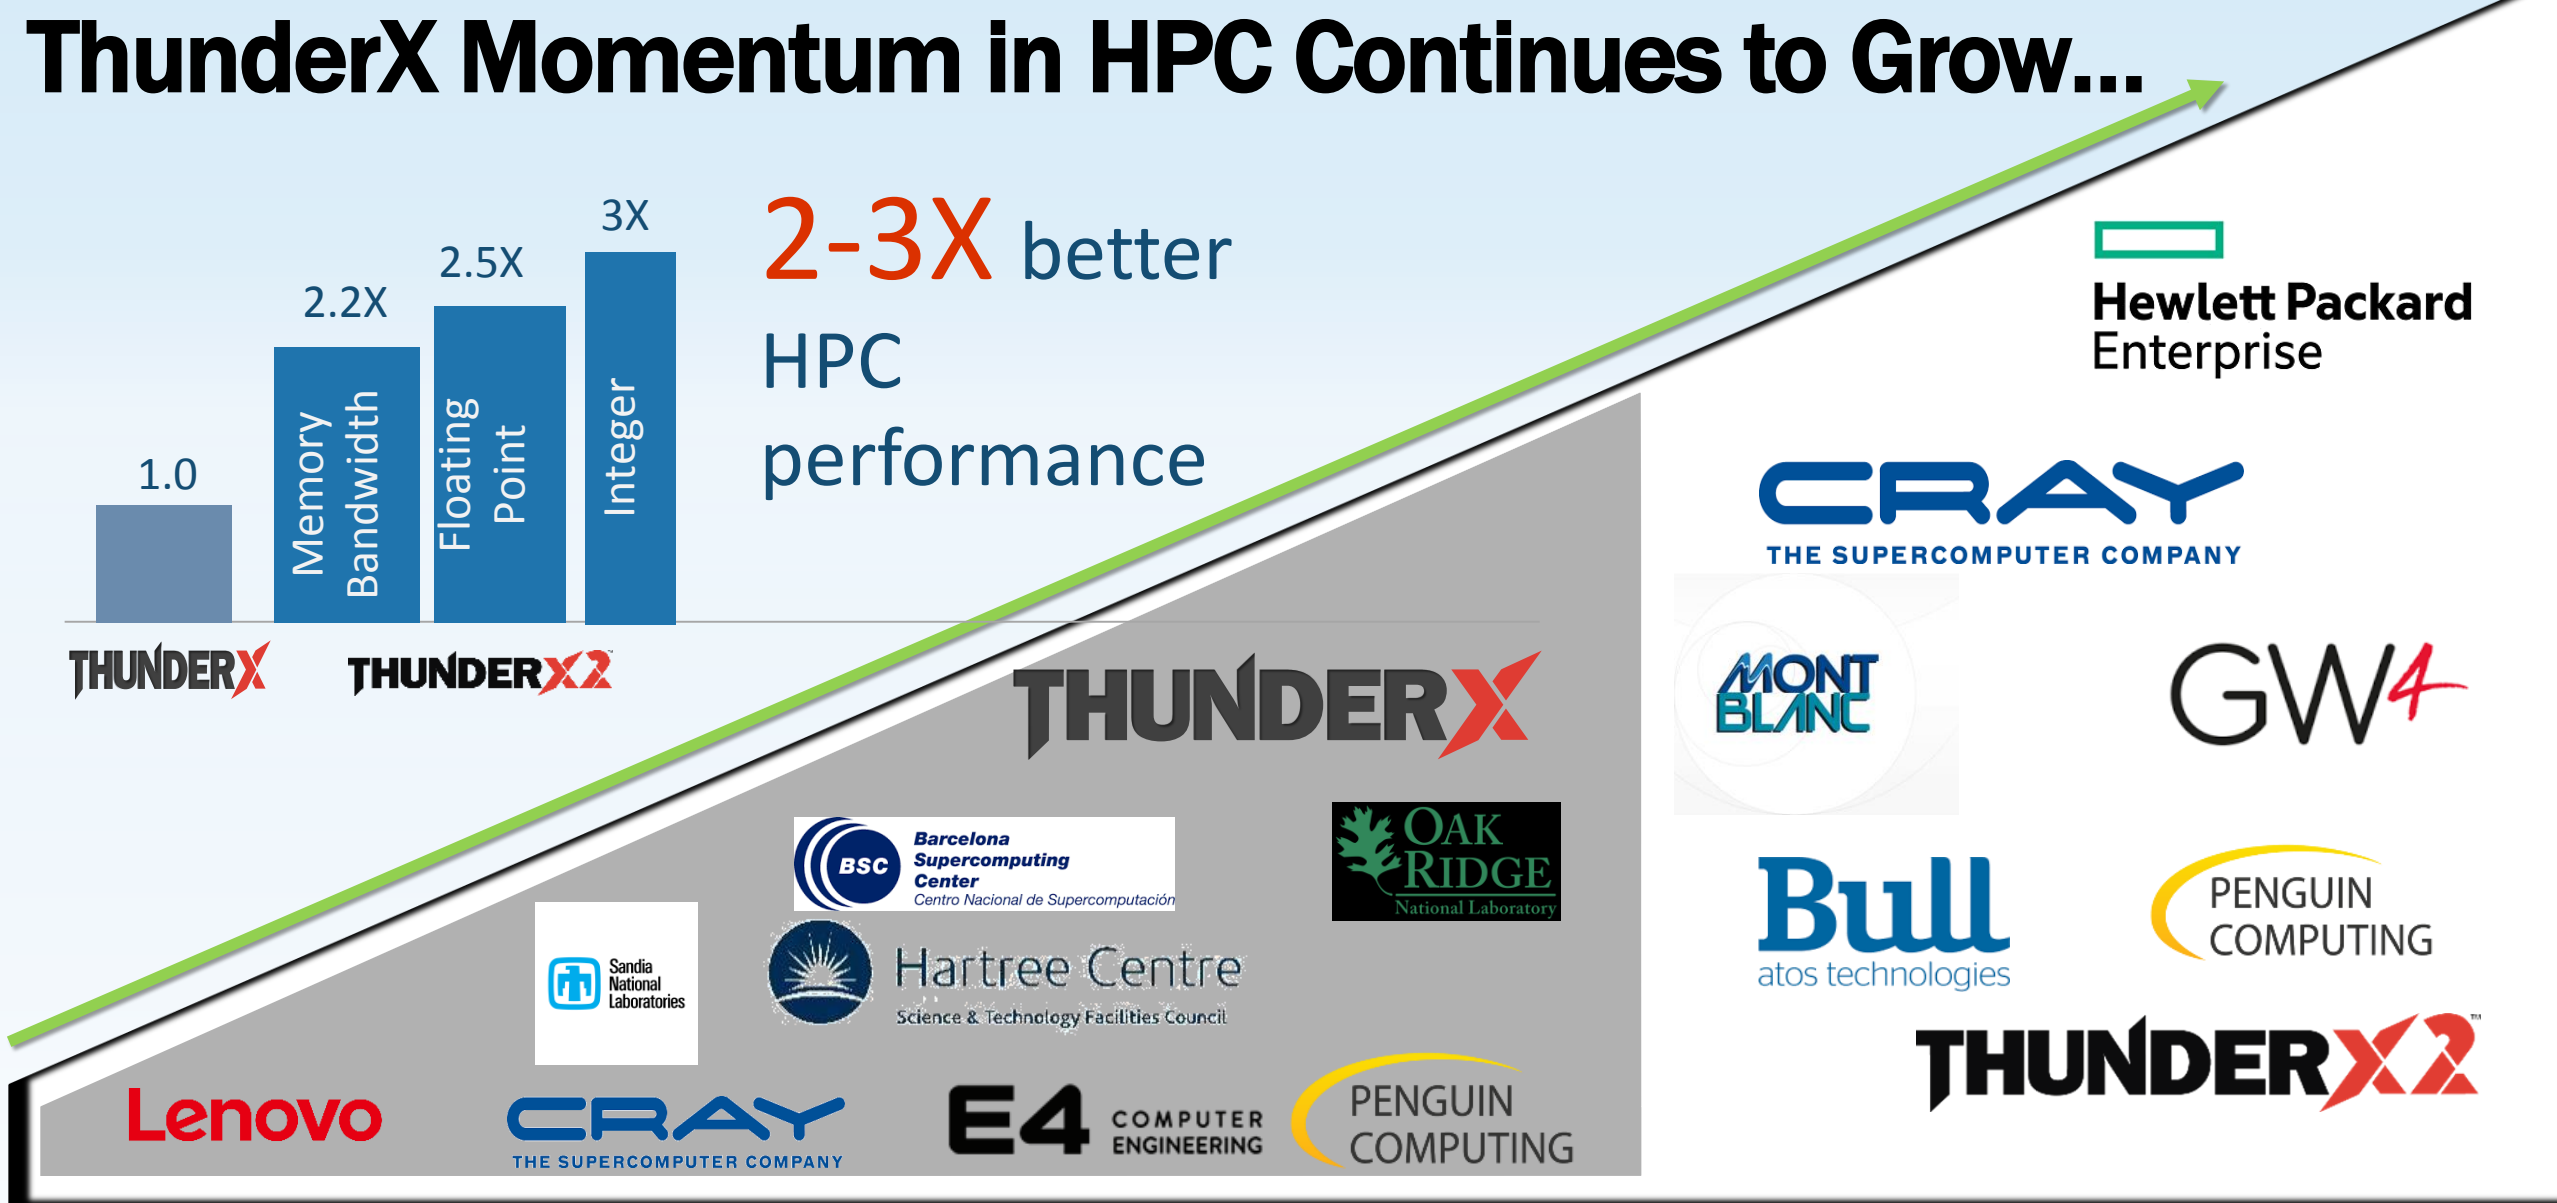 ThunderX Momentum in HPC Continues to Grow...
1.0
2.2X
2.5X
3X
Memory
Bandwidth
Floating
Point
Integer
THUNDERX
THUNDERX2™
2-3X better
HPC
performance
Hewlett Packard
Enterprise
CRAY
THE SUPERCOMPUTER COMPANY
MONT
BLANC
GW4
Bull
atos technologies
PENGUIN
COMPUTING
THUNDERX2™
THUNDERX
BSC
Barcelona
Supercomputing
Center
Centro Nacional de Supercomputación
OAK
RIDGE
National Laboratory
Sandia
National
Laboratories
Hartree Centre
Science & Technology Facilities Council
Lenovo
CRAY
THE SUPERCOMPUTER COMPANY
E4 COMPUTER
ENGINEERING
PENGUIN
COMPUTING